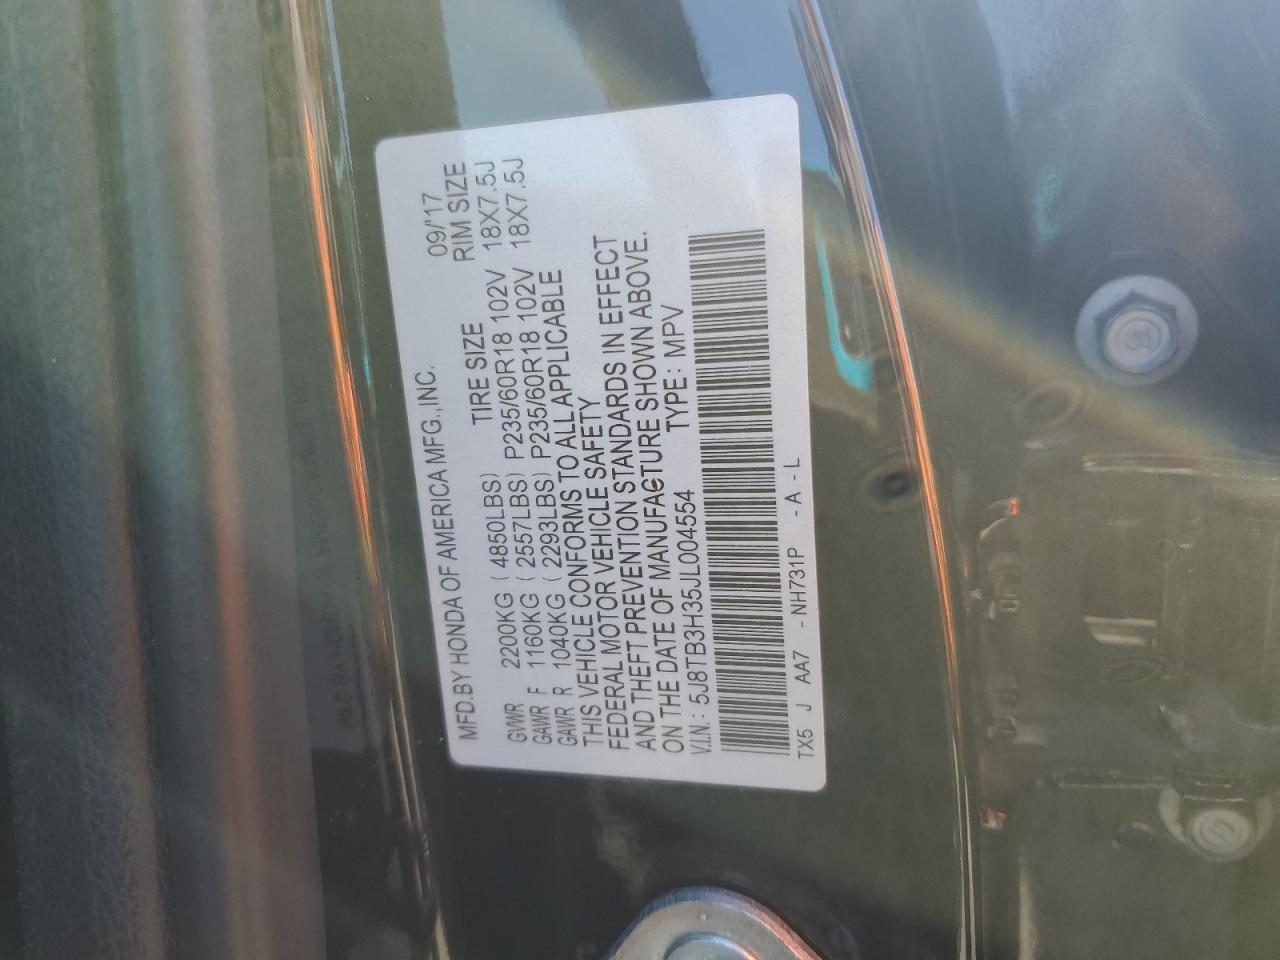 MFD.BY HONDA OF AMERICA MFG.,INC. 09/'17
TIRE SIZE RIM SIZE
GVWR 2200KG ( 4850LBS)
GAWR F 1160KG ( 2557LBS) P235/60R18 102V 18X7.5J
GAWR R 1040KG ( 2293LBS) P235/60R18 102V 18X7.5J
THIS VEHICLE CONFORMS TO ALL APPLICABLE
FEDERAL MOTOR VEHICLE SAFETY
AND THEFT PREVENTION STANDARDS IN EFFECT
ON THE DATE OF MANUFACTURE SHOWN ABOVE.
V.I.N.: 5J8TB3H35JL004554 TYPE: MPV
TX5 J AA7 -NH731P -A-L